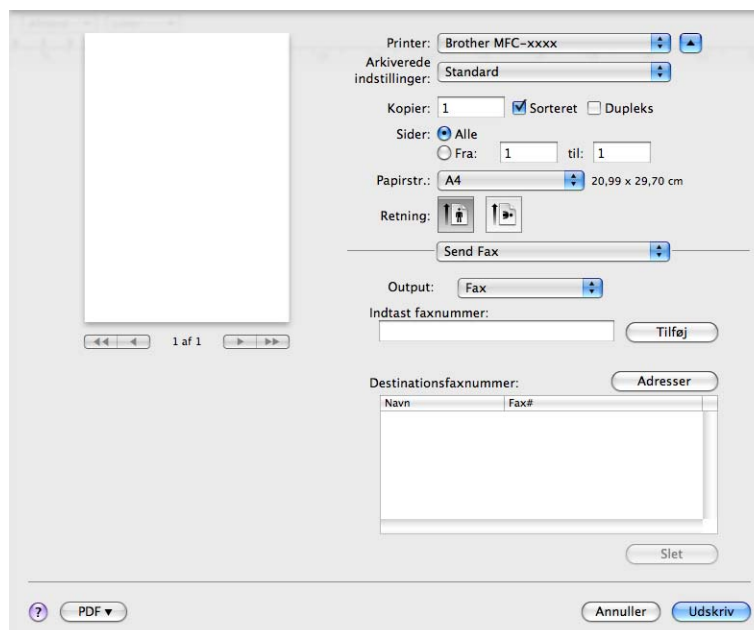 Printer: Brother MFC-xxxx
Arkiverede indstillinger: Standard
Kopier: 1 Sorteret Dupleks
Sider: Alle
Fra: 1 til: 1
Papirstr.: A4 20,99 x 29,70 cm
Retning:
Send Fax
Output: Fax
Indtast faxnummer:
Tilføj
1 af 1
Destinationsfaxnummer: Adresser
Navn Fax#
Slet
? PDF Annuller Udskriv